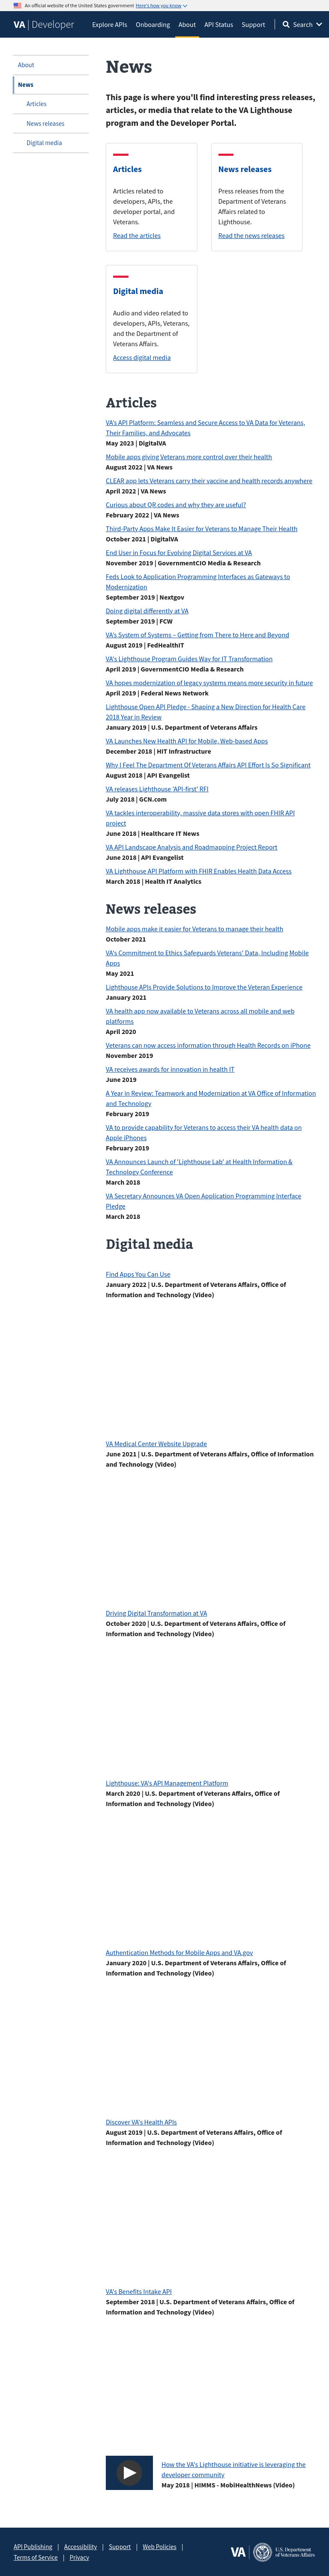 An official website of the United States government Here's how you know
VA | Developer
Explore APIs
Onboarding
About
API Status
Support
Search
About
News
Articles
News releases
Digital media
News
This page is where you'll find interesting press releases,
articles, or media that relate to the VA Lighthouse
program and the Developer Portal.
Articles
Articles related to
developers, APIs, the
developer portal, and
Veterans.
Read the articles
News releases
Press releases from the
Department of Veterans
Affairs related to
Lighthouse.
Read the news releases
Digital media
Audio and video related to
developers, APIs, Veterans,
and the Department of
Veterans Affairs.
Access digital media
Articles
VA's API Platform: Seamless and Secure Access to VA Data for Veterans,
Their Families, and Advocates
May 2023 | DigitalVA
Mobile apps giving Veterans more control over their health
August 2022 | VA News
CLEAR app lets Veterans carry their vaccine and health records anywhere
April 2022 | VA News
Curious about QR codes and why they are useful?
February 2022 | VA News
Third-Party Apps Make It Easier for Veterans to Manage Their Health
October 2021 | DigitalVA
End User in Focus for Evolving Digital Services at VA
November 2019 | GovernmentCIO Media & Research
Feds Look to Application Programming Interfaces as Gateways to
Modernization
September 2019 | Nextgov
Doing digital differently at VA
September 2019 | FCW
VA's System of Systems – Getting from There to Here and Beyond
August 2019 | FedHealthIT
VA's Lighthouse Program Guides Way for IT Transformation
April 2019 | GovernmentCIO Media & Research
VA hopes modernization of legacy systems means more security in future
April 2019 | Federal News Network
Lighthouse Open API Pledge - Shaping a New Direction for Health Care
2018 Year in Review
January 2019 | U.S. Department of Veterans Affairs
VA Launches New Health API for Mobile, Web-based Apps
December 2018 | HIT Infrastructure
Why I Feel The Department Of Veterans Affairs API Effort Is So Significant
August 2018 | API Evangelist
VA releases Lighthouse 'API-first' RFI
July 2018 | GCN.com
VA tackles interoperability, massive data stores with open FHIR API
project
June 2018 | Healthcare IT News
VA API Landscape Analysis and Roadmapping Project Report
June 2018 | API Evangelist
VA Lighthouse API Platform with FHIR Enables Health Data Access
March 2018 | Health IT Analytics
News releases
Mobile apps make it easier for Veterans to manage their health
October 2021
VA's Commitment to Ethics Safeguards Veterans' Data, Including Mobile
Apps
May 2021
Lighthouse APIs Provide Solutions to Improve the Veteran Experience
January 2021
VA health app now available to Veterans across all mobile and web
platforms
April 2020
Veterans can now access information through Health Records on iPhone
November 2019
VA receives awards for innovation in health IT
June 2019
A Year in Review: Teamwork and Modernization at VA Office of Information
and Technology
February 2019
VA to provide capability for Veterans to access their VA health data on
Apple iPhones
February 2019
VA Announces Launch of 'Lighthouse Lab' at Health Information &
Technology Conference
March 2018
VA Secretary Announces VA Open Application Programming Interface
Pledge
March 2018
Digital media
Find Apps You Can Use
January 2022 | U.S. Department of Veterans Affairs, Office of
Information and Technology (Video)
VA Medical Center Website Upgrade
June 2021 | U.S. Department of Veterans Affairs, Office of Information
and Technology (Video)
Driving Digital Transformation at VA
October 2020 | U.S. Department of Veterans Affairs, Office of
Information and Technology (Video)
Lighthouse: VA's API Management Platform
March 2020 | U.S. Department of Veterans Affairs, Office of
Information and Technology (Video)
Authentication Methods for Mobile Apps and VA.gov
January 2020 | U.S. Department of Veterans Affairs, Office of
Information and Technology (Video)
Discover VA's Health APIs
August 2019 | U.S. Department of Veterans Affairs, Office of
Information and Technology (Video)
VA's Benefits Intake API
September 2018 | U.S. Department of Veterans Affairs, Office of
Information and Technology (Video)
How the VA's Lighthouse initiative is leveraging the
developer community
May 2018 | HIMMS - MobiHealthNews (Video)
API Publishing | Accessibility | Support | Web Policies |
Terms of Service | Privacy
VA
U.S. Department
of Veterans Affairs